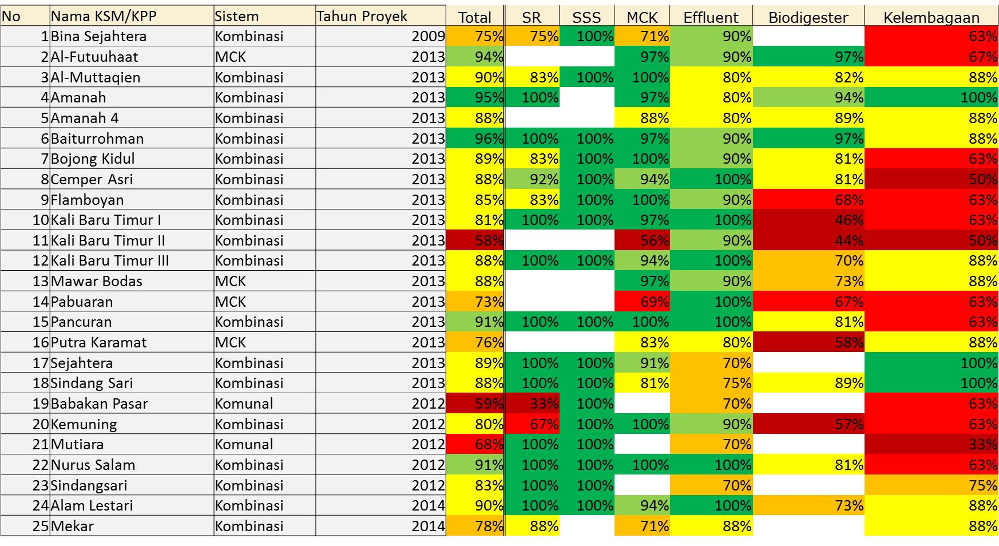 No Nama KSM/KPP Sistem Tahun Proyek Total SR SSS MCK Effluent Biodigester Kelembagaan
1 Bina Sejahtera Kombinasi 2009 75% 75% 100% 71% 90% 63%
2 Al-Futuuhaat MCK 2013 94% 97% 90% 97% 67%
3 Al-Muttaqien Kombinasi 2013 90% 83% 100% 100% 80% 82% 88%
4 Amanah Kombinasi 2013 95% 100% 97% 80% 94% 100%
5 Amanah 4 Kombinasi 2013 88% 88% 80% 89% 88%
6 Baiturrohman Kombinasi 2013 96% 100% 100% 97% 90% 97% 88%
7 Bojong Kidul Kombinasi 2013 89% 83% 100% 100% 90% 81% 63%
8 Cemper Asri Kombinasi 2013 88% 92% 100% 94% 100% 81% 50%
9 Flamboyan Kombinasi 2013 85% 83% 100% 100% 90% 68% 63%
10 Kali Baru Timur I Kombinasi 2013 81% 100% 100% 97% 100% 46% 63%
11 Kali Baru Timur II Kombinasi 2013 58% 56% 90% 44% 50%
12 Kali Baru Timur III Kombinasi 2013 88% 100% 100% 94% 100% 70% 88%
13 Mawar Bodas MCK 2013 88% 97% 90% 73% 88%
14 Pabuaran MCK 2013 73% 69% 100% 67% 63%
15 Pancuran Kombinasi 2013 91% 100% 100% 100% 100% 81% 63%
16 Putra Karamat MCK 2013 76% 83% 80% 58% 88%
17 Sejahtera Kombinasi 2013 89% 100% 100% 91% 70% 100%
18 Sindang Sari Kombinasi 2013 88% 100% 100% 81% 75% 89% 100%
19 Babakan Pasar Komunal 2012 59% 33% 100% 70% 63%
20 Kemuning Kombinasi 2012 80% 67% 100% 100% 90% 57% 63%
21 Mutiara Komunal 2012 68% 100% 100% 70% 33%
22 Nurus Salam Kombinasi 2012 91% 100% 100% 100% 100% 81% 63%
23 Sindangsari Kombinasi 2012 83% 100% 100% 70% 75%
24 Alam Lestari Kombinasi 2014 90% 100% 100% 94% 100% 73% 88%
25 Mekar Kombinasi 2014 78% 88% 71% 88% 88%